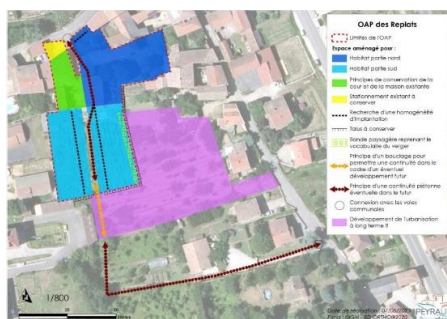 OAP des Replats
Limites de l'OAP
Espace aménagé pour :
Habitat partie nord
Habitat partie sud
Principes de conservation de la
cour et de la maison existante
Stationnement existant à
conserver
Recherche d'une homogénéité
d'implantation
Talus à conserver
Bande paysagère reprenant le
vocabulaire du verger
Principe d'un bouclage pour
permettre une continuité dans le
cadre d'un éventuel
développement futur
Principe d'une continuité piétonne
éventuelle dans le futur
Connexion avec les voies
communales
Développement de l'urbanisation
à long terme
1/800
Date de réalisation :
PEYRA